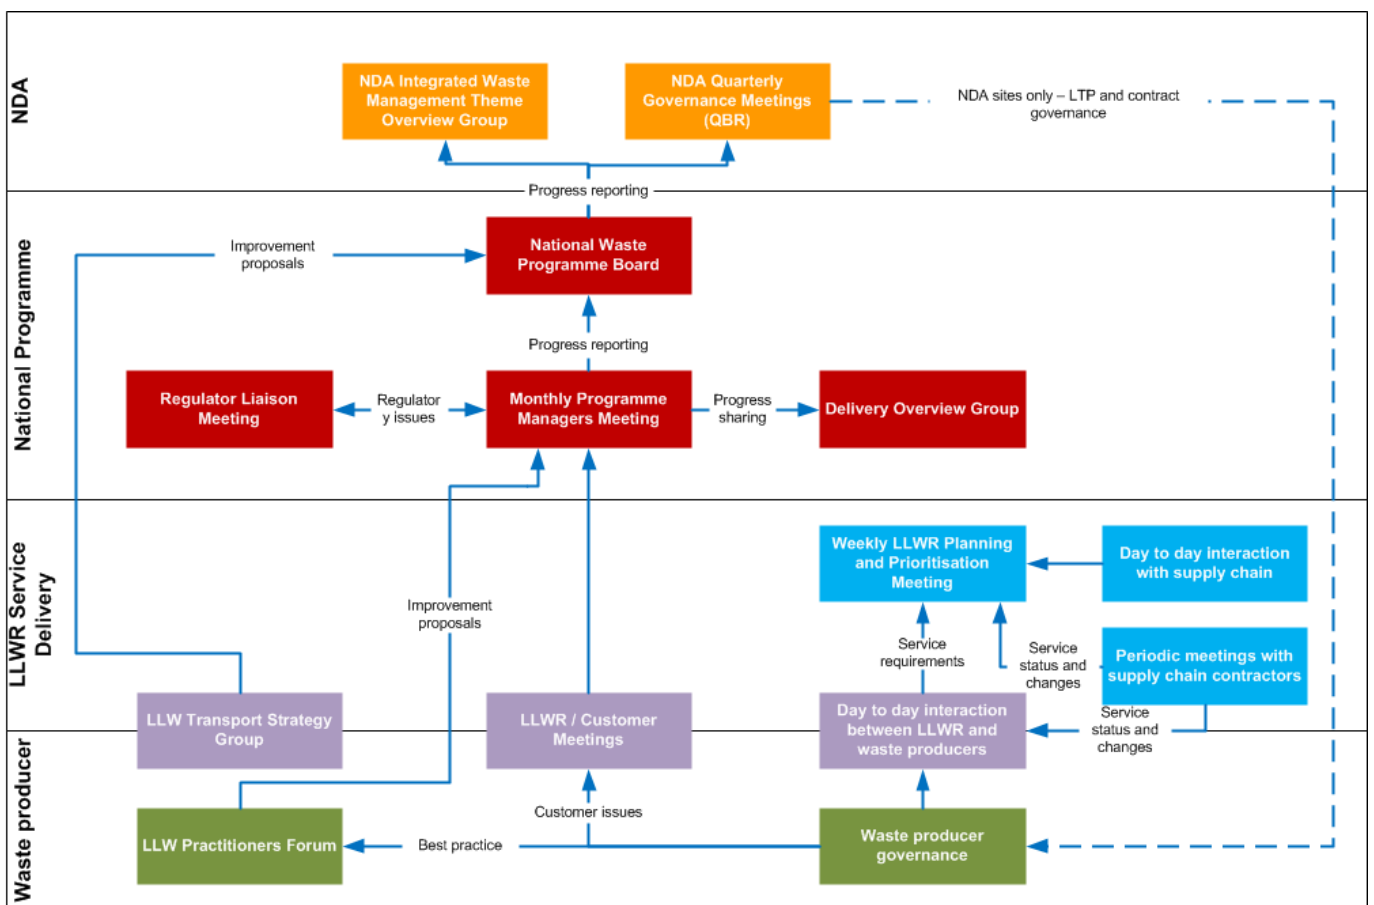 NDA
NDA Integrated Waste
Management Theme
Overview Group
NDA Quarterly
Governance Meetings
(QBR)
NDA sites only – LTP and contract
governance
Progress reporting
National Programme
Improvement
proposals
National Waste
Programme Board
Progress reporting
Regulator Liaison
Meeting
Regulator
y issues
Monthly Programme
Managers Meeting
Progress
sharing
Delivery Overview Group
LLWR Service
Delivery
Weekly LLWR Planning
and Prioritisation
Meeting
Day to day interaction
with supply chain
Improvement
proposals
Service
requirements
Service
status and
changes
Periodic meetings with
supply chain contractors
LLW Transport Strategy
Group
LLWR / Customer
Meetings
Day to day interaction
between LLWR and
waste producers
Service
status and
changes
Waste producer
Customer issues
LLW Practitioners Forum
Best practice
Waste producer
governance